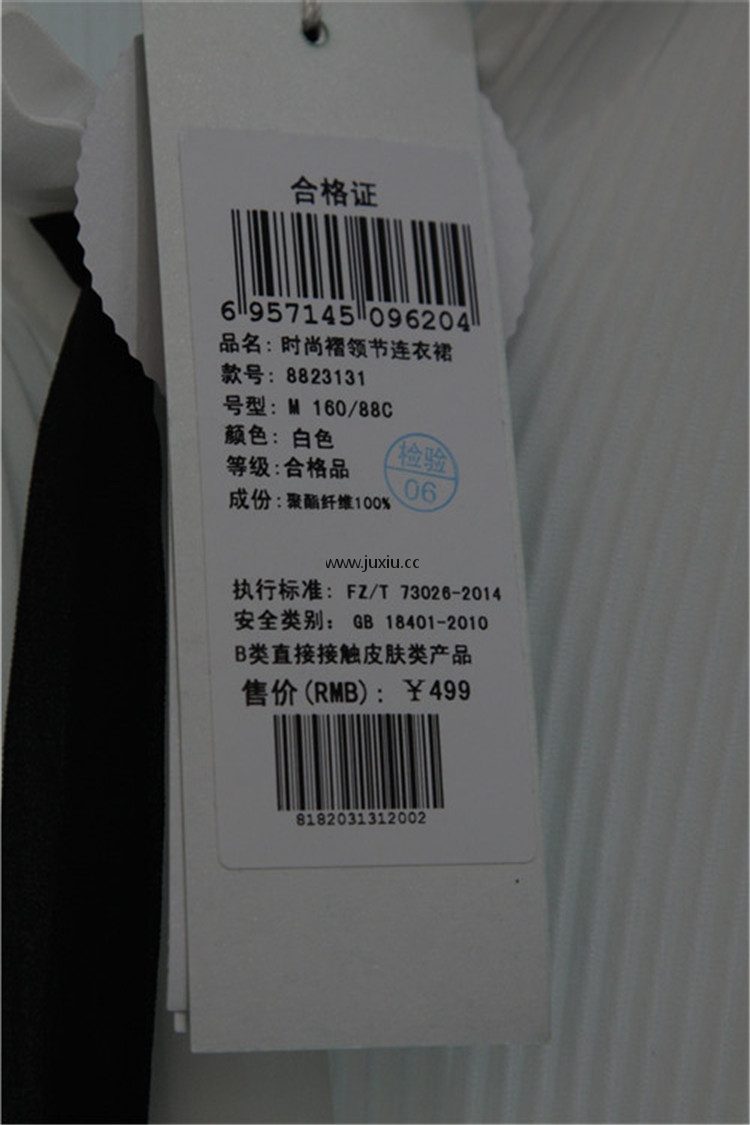 合格证
6 957145 096204
品名: 时尚褶领节连衣裙
款号: 8823131
号型: M 160/88C
颜色: 白色
等级:合格品
检验
06
成份:聚酯纤维100%
www.juxiu.cc
执行标准: FZ/T 73026-2014
安全类别: GB 18401-2010
B类直接接触皮肤类产品
售价(RMB): ¥499
8182031312002